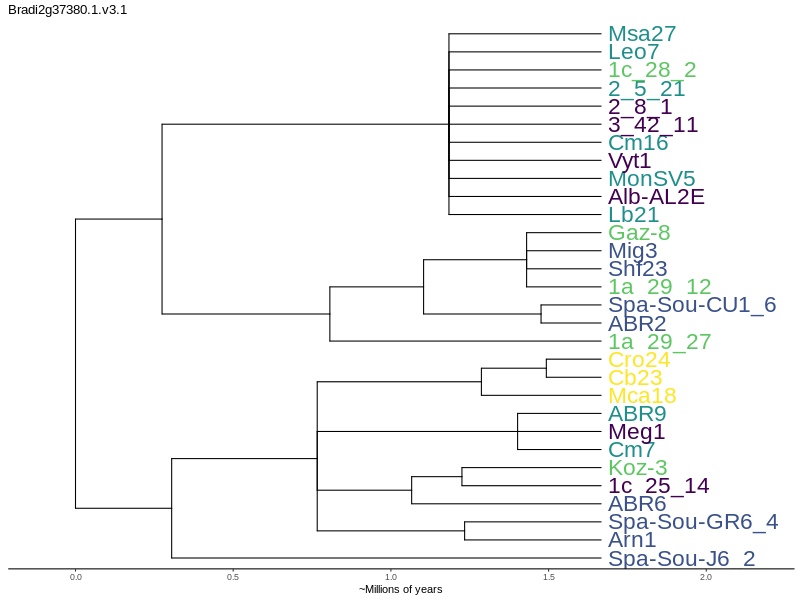 Bradi2g37380.1.v3.1
Msa27
Leo7
1c_28_2
2_5_21
2_8_1
3_42_11
Cm16
Vyt1
MonSV5
Alb-AL2E
Lb21
Gaz-8
Mig3
Shf23
1a_29_12
Spa-Sou-CU1_6
ABR2
1a_29_27
Cro24
Cb23
Mca18
ABR9
Meg1
Cm7
Koz-3
1c_25_14
ABR6
Spa-Sou-GR6_4
Arn1
Spa-Sou-J6_2
0.0 0.5 1.0 1.5 2.0
~Millions of years